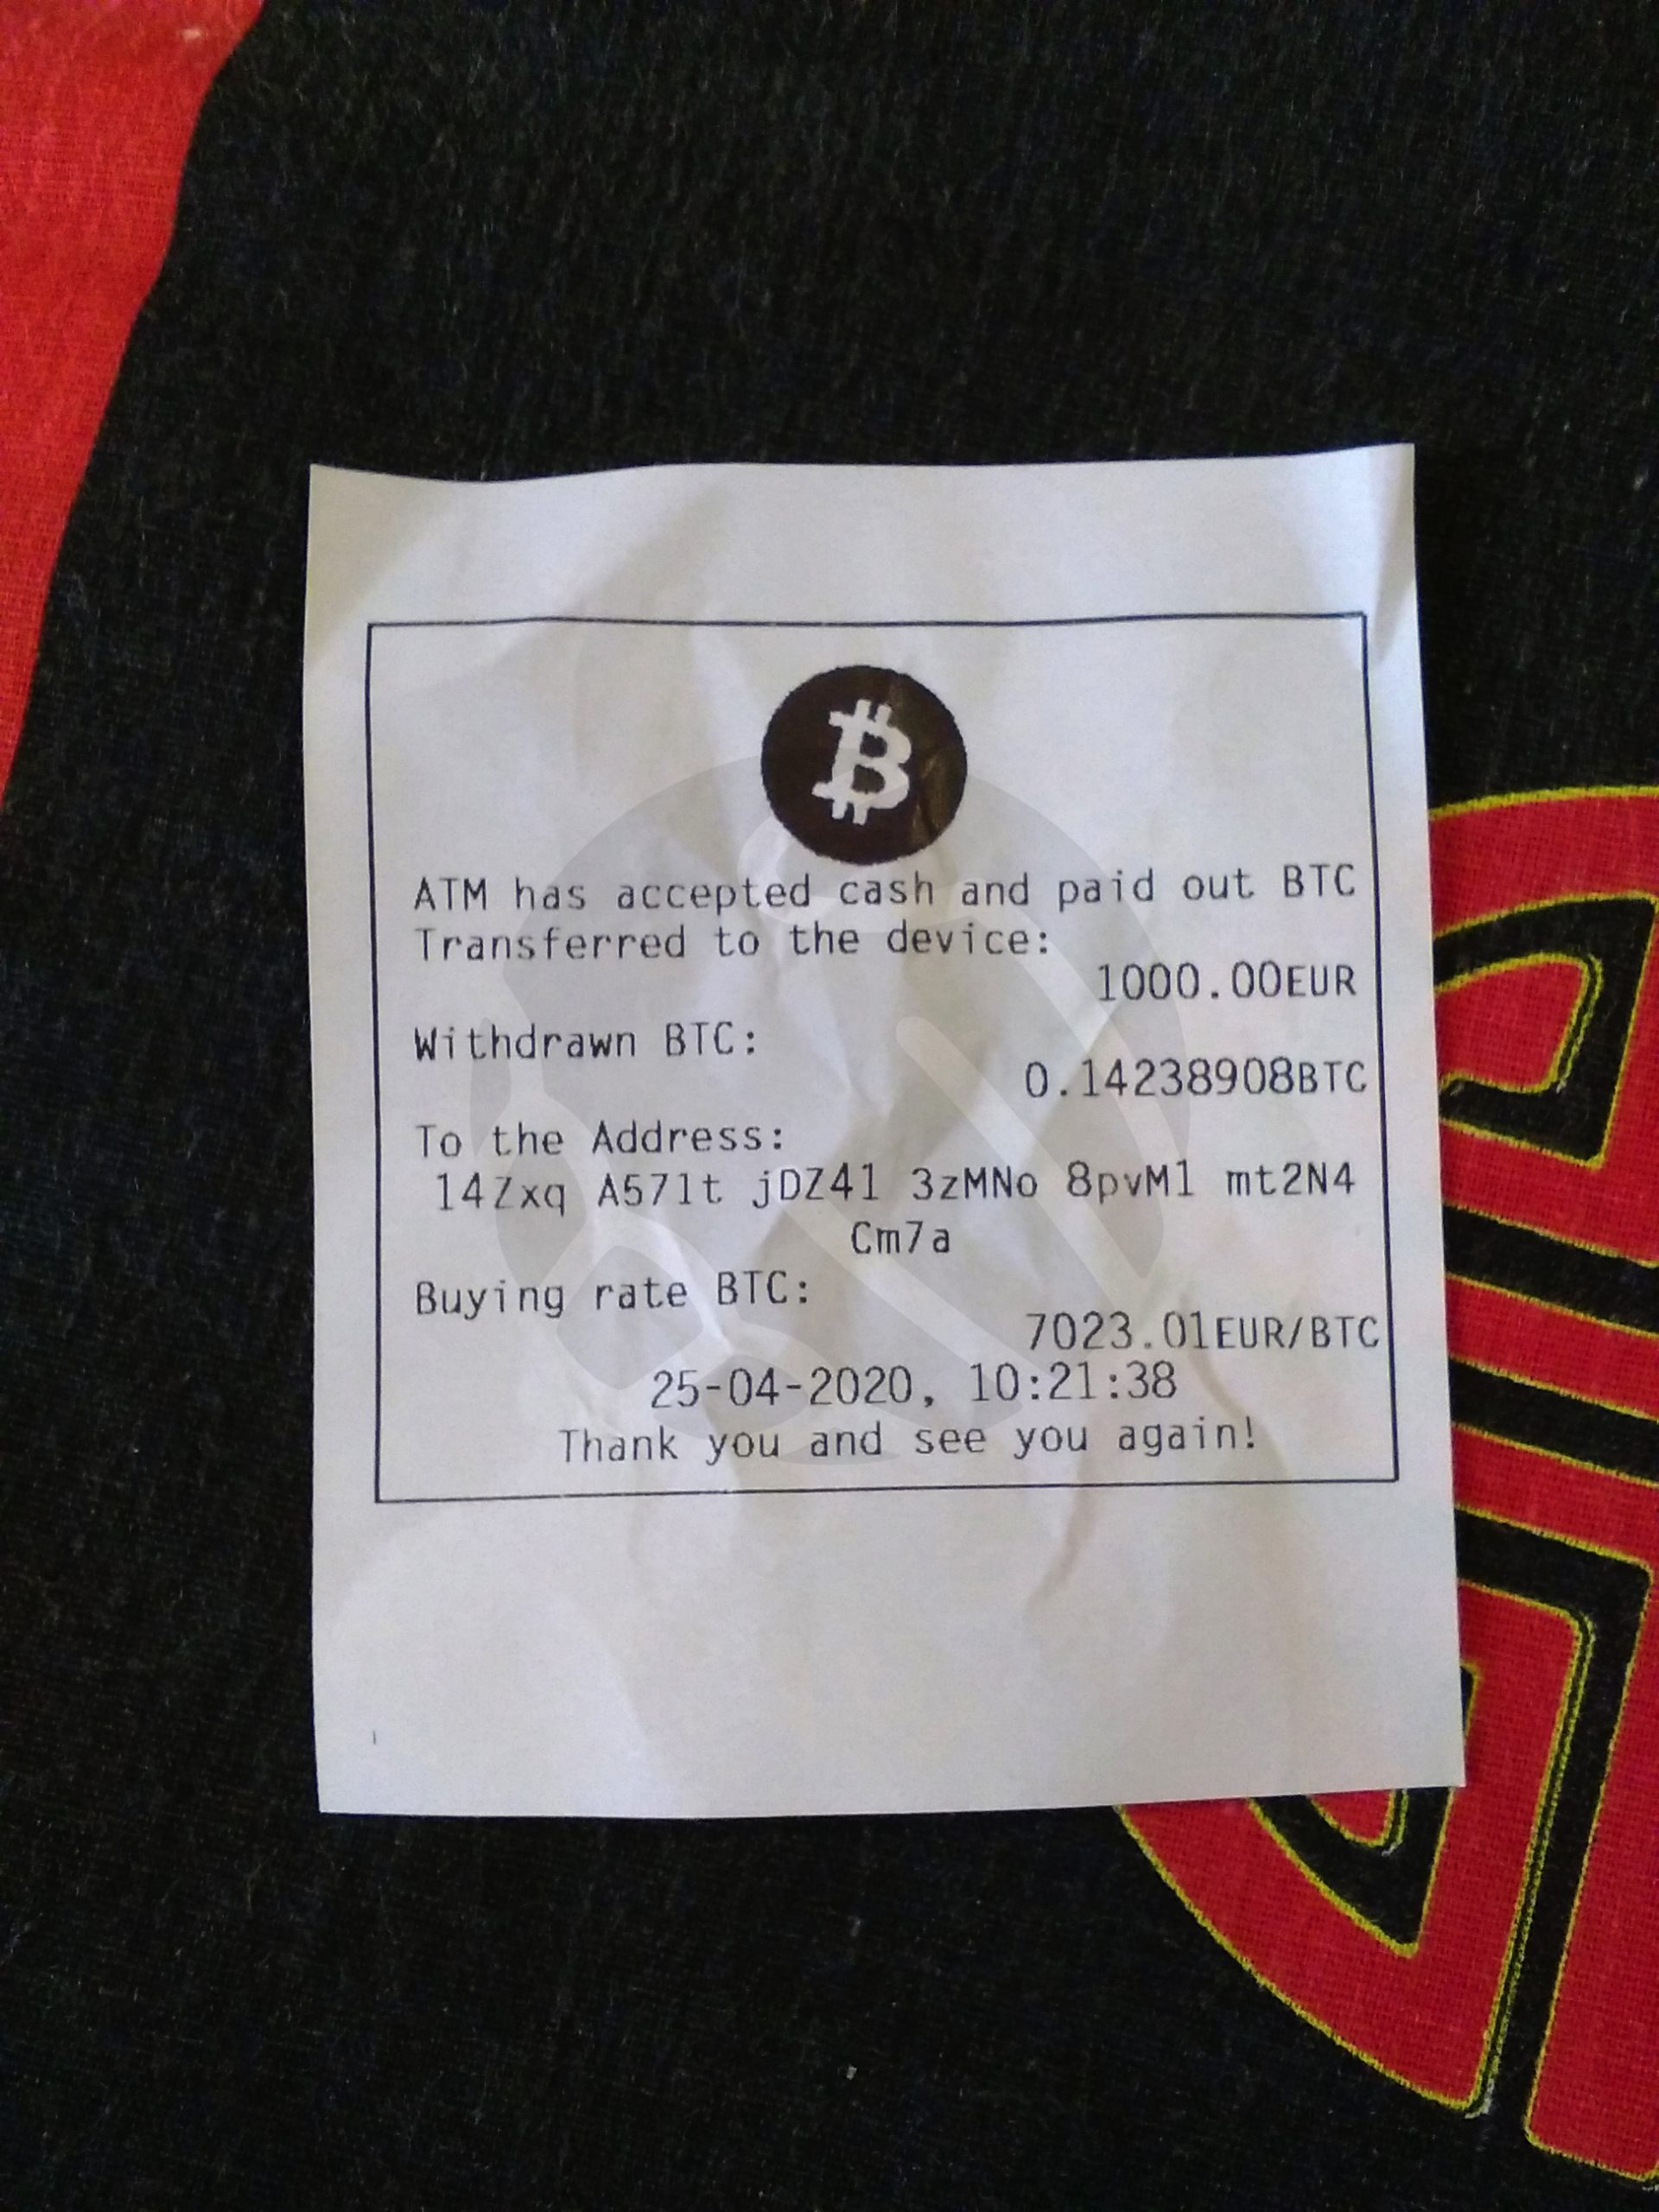 ATM has accepted cash and paid out BTC
Transferred to the device:
1000.00EUR
Withdrawn BTC:
0.14238908BTC
To the Address:
14Zxq A571t jDZ41 3zMNo 8pvM1 mt2N4
Cm7a
Buying rate BTC:
7023.01EUR/BTC
25-04-2020, 10:21:38
Thank you and see you again!